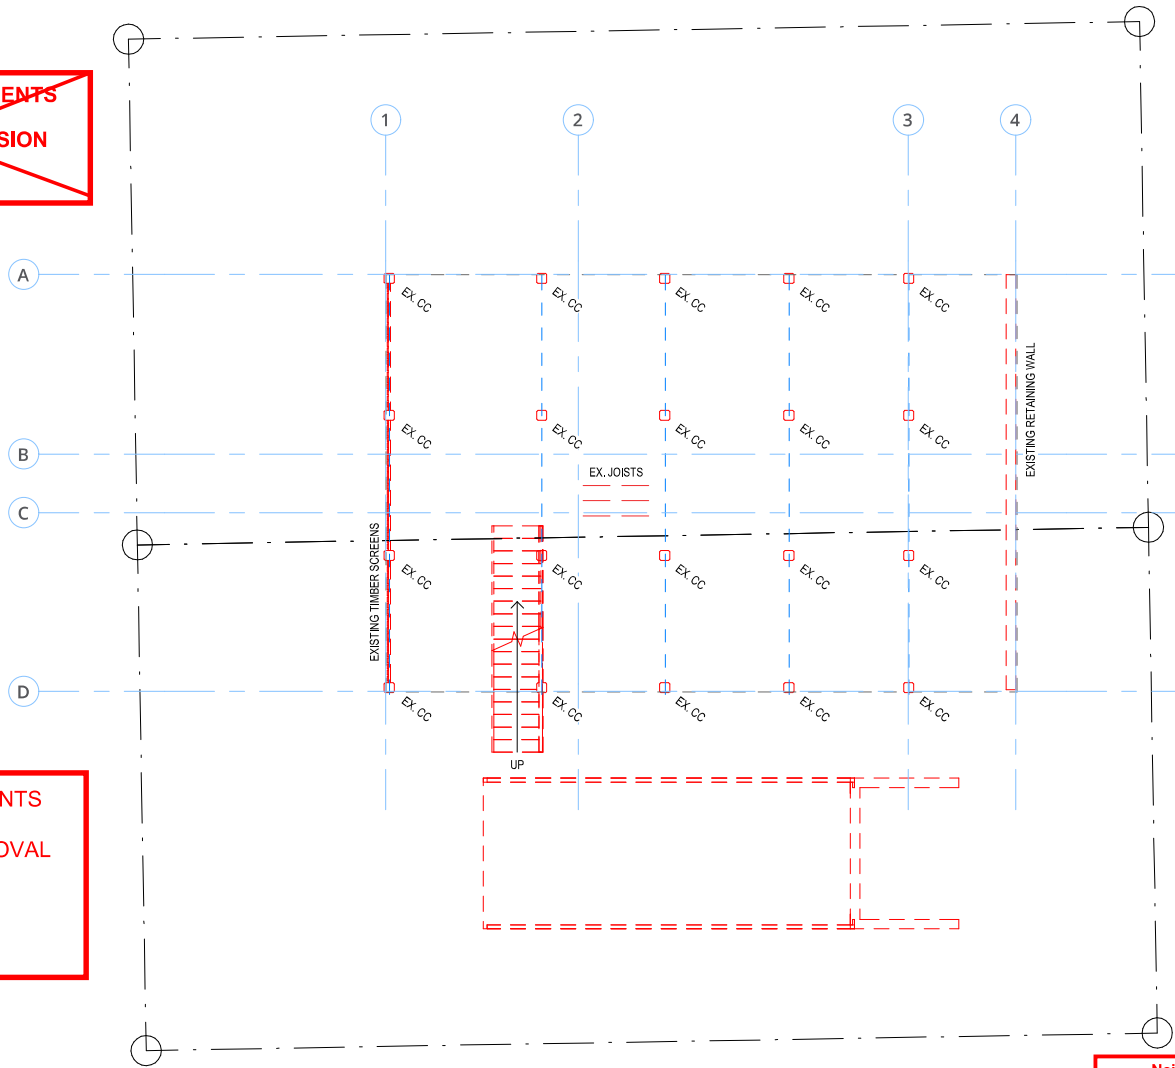 ENTS
SION
1
2
3
4
A
EX. CC
EX. CC
EX. CC
EX. CC
EX. CC
EXISTING RETAINING WALL
EX. CC
EX. CC
EX. CC
EX. CC
EX. CC
B
EX. JOISTS
C
EXISTING TIMBER SCREENS
EX. CC
EX. CC
EX. CC
EX. CC
EX. CC
D
EX. CC
EX. CC
EX. CC
EX. CC
EX. CC
UP
NTS
OVAL